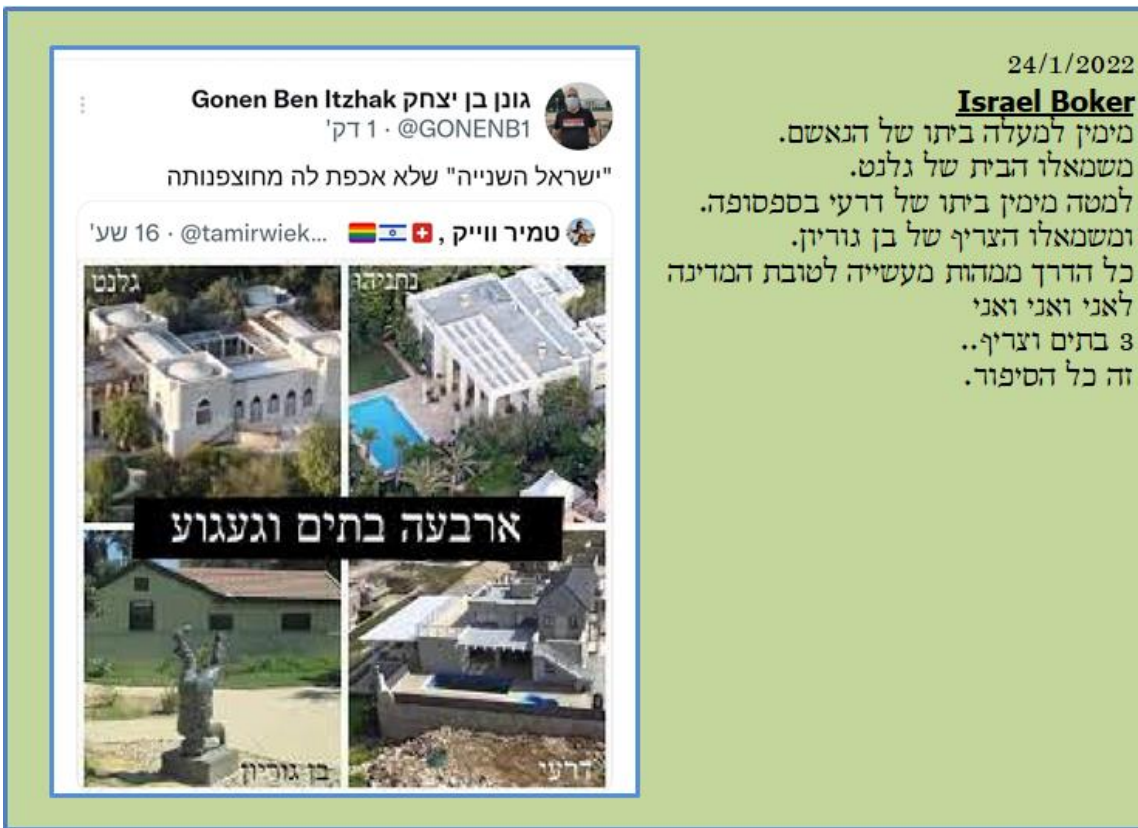 24/1/2022
Israel Boker
מימין למעלה ביתו של הנאשם.
משמאלו הבית של גלנט.
למטה מימין ביתו של דרעי בספסופה.
ומשמאלו הצריף של בן גוריון.
כל הדרך ממהות מעשייה לטובת המדינה
לאני ואני ואני
3 בתים וצריף..
זה כל הסיפור.
גונן בן יצחק Gonen Ben Itzhak
@GONENB1 · 1 דק'
"ישראל השנייה" שלא אכפת לה מחוצפנותה
טמיר ווייק , 🇨🇭🇮🇱🏳️‍🌈 @tamirwiek... · 16 שע'
נתניהו
גלנט
ארבעה בתים וגעגוע
דרעי
בן גוריון